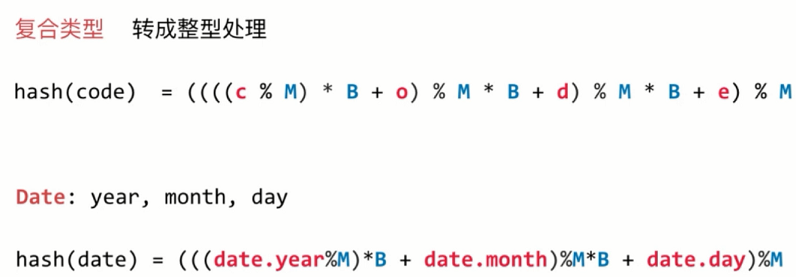 复合类型 转成整型处理
hash(code) = ((((c % M) * B + o) % M * B + d) % M * B + e) % M
Date: year, month, day
hash(date) = (((date.year%M)*B + date.month)%M*B + date.day)%M